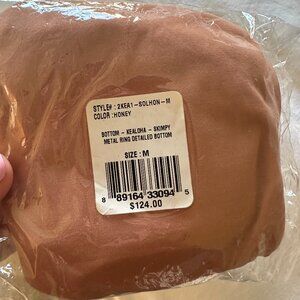 STYLE# : 2KEA1-SOLHON-M
COLOR : HONEY
BOTTOM - KEALOHA - SKIMPY
METAL RING DETAILED BOTTOM
SIZE : M
8 89164 33094 5
$124.00